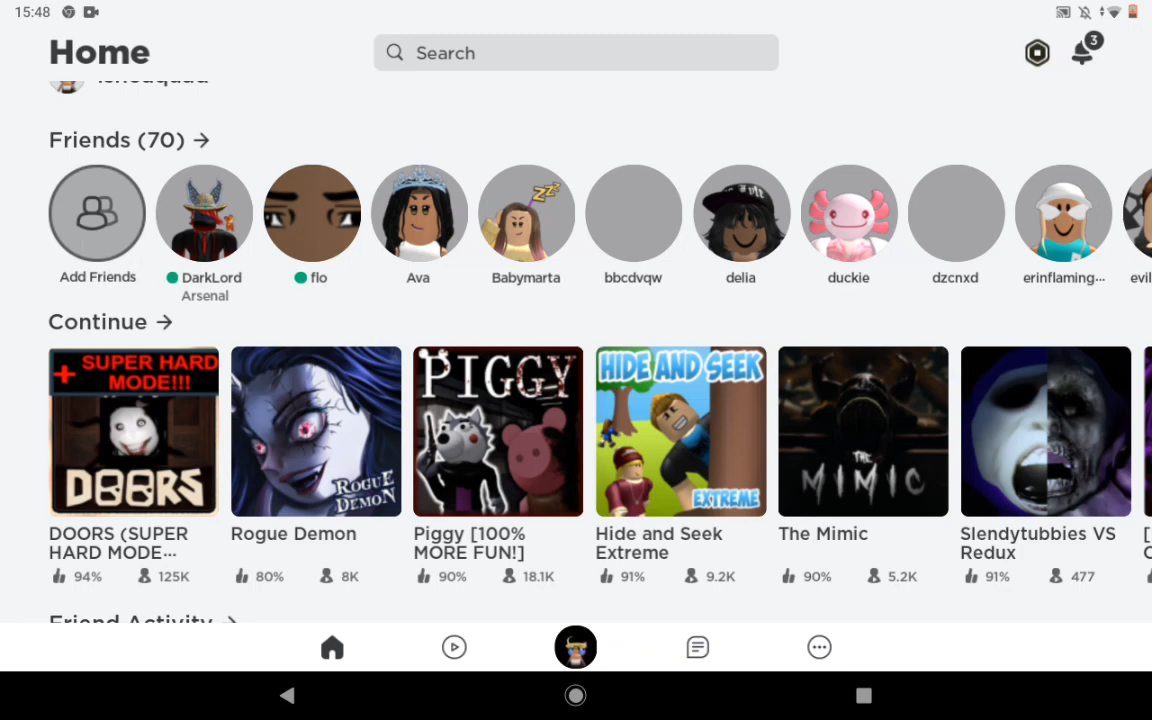 15:48
Home
Search
3
Friends (70) →
Add Friends
DarkLord
Arsenal
flo
Ava
Babymarta
bbcdvqw
delia
duckie
dzcnxd
erinflaming...
evil
Continue →
+ SUPER HARD
MODE!!!
DOORS
ROGUE
DEMON
PIGGY
HIDE AND SEEK
EXTREME
THE
MIMIC
DOORS (SUPER
HARD MODE...
94% 125K
Rogue Demon
80% 8K
Piggy [100%
MORE FUN!]
90% 18.1K
Hide and Seek
Extreme
91% 9.2K
The Mimic
90% 5.2K
Slendytubbies VS
Redux
91% 477
Friend Activity →